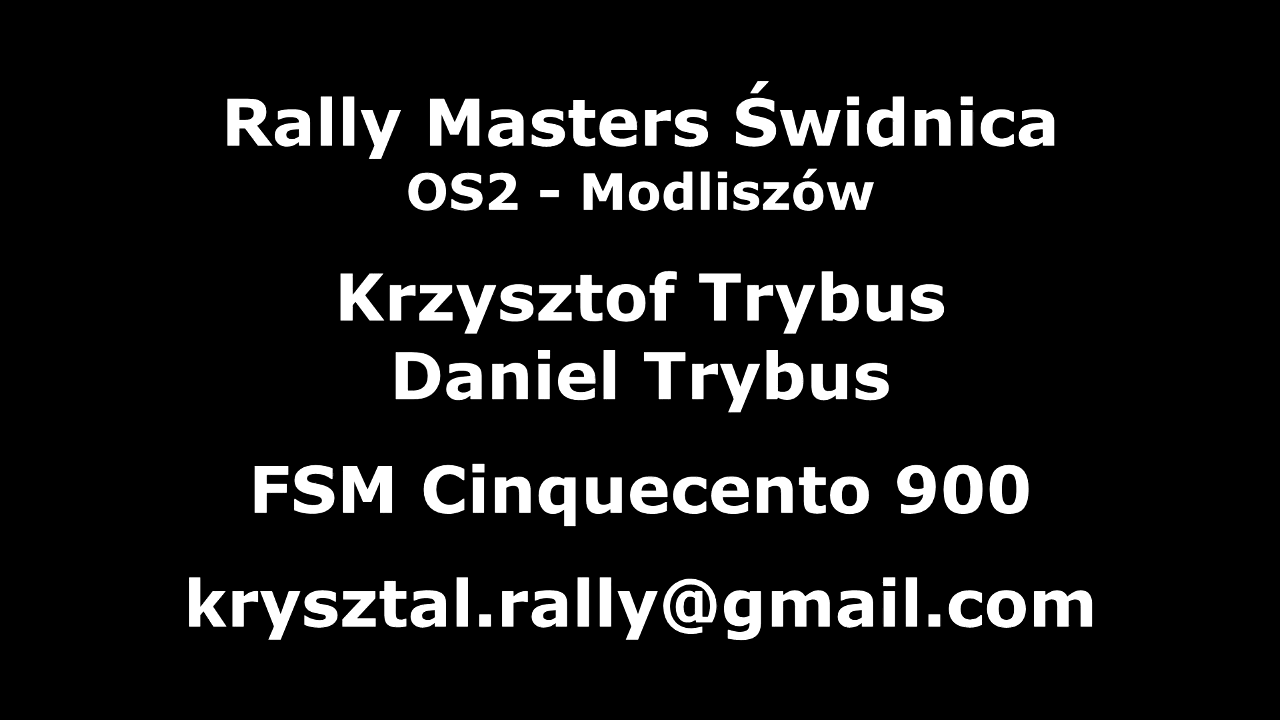 Rally Masters Świdnica
OS2 - Modliszów
Krzysztof Trybus
Daniel Trybus
FSM Cinquecento 900
krysztal.rally@gmail.com